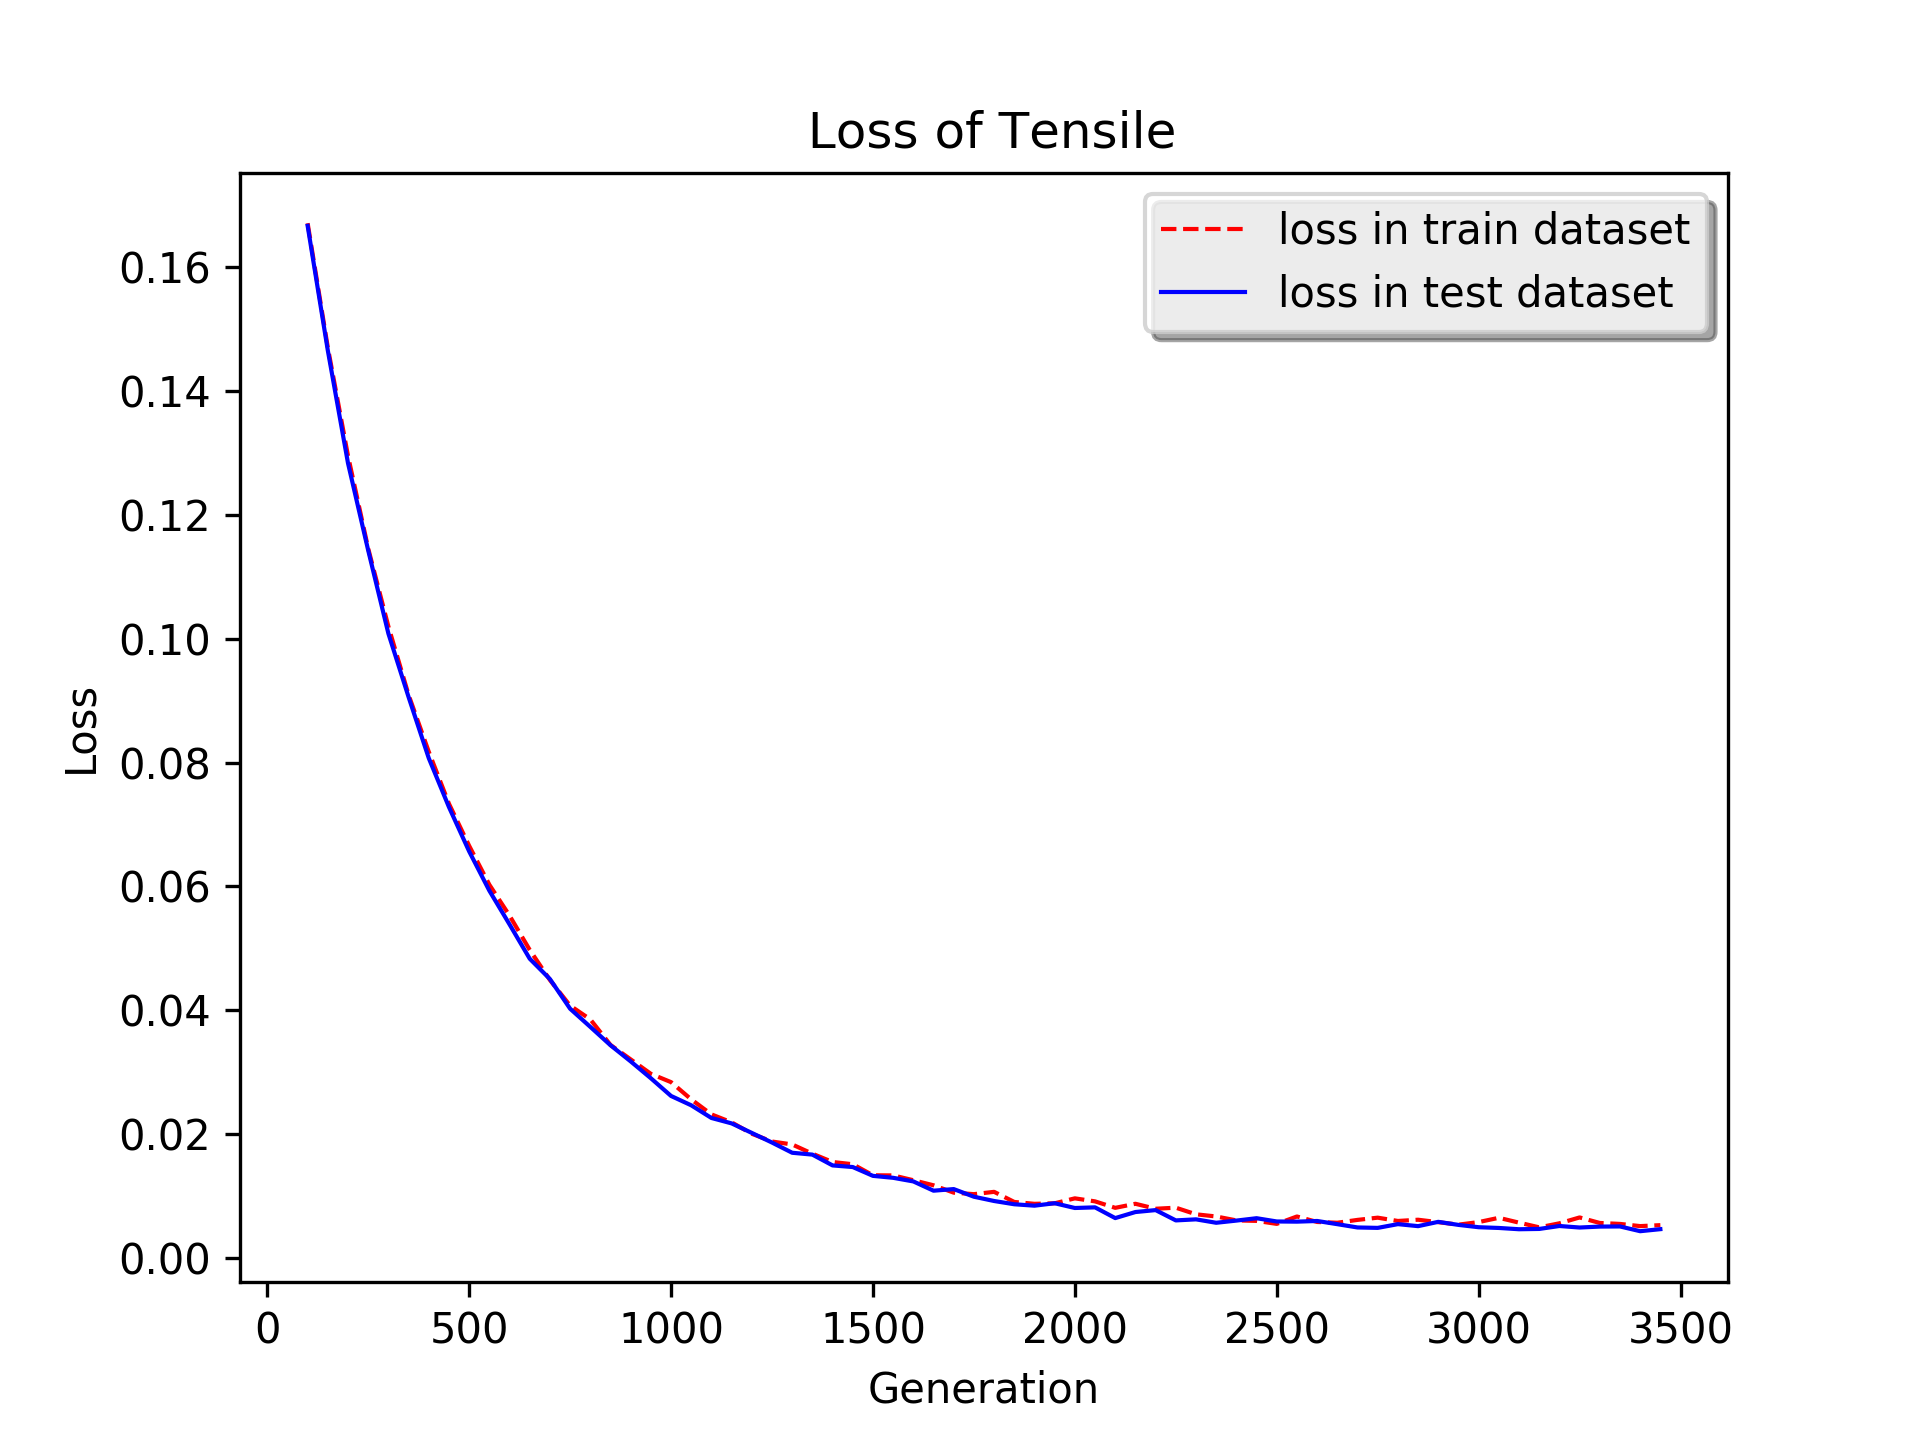 Loss of Tensile
loss in train dataset
loss in test dataset
0.16
0.14
0.12
0.10
0.08
0.06
0.04
0.02
0.00
Loss
0 500 1000 1500 2000 2500 3000 3500
Generation